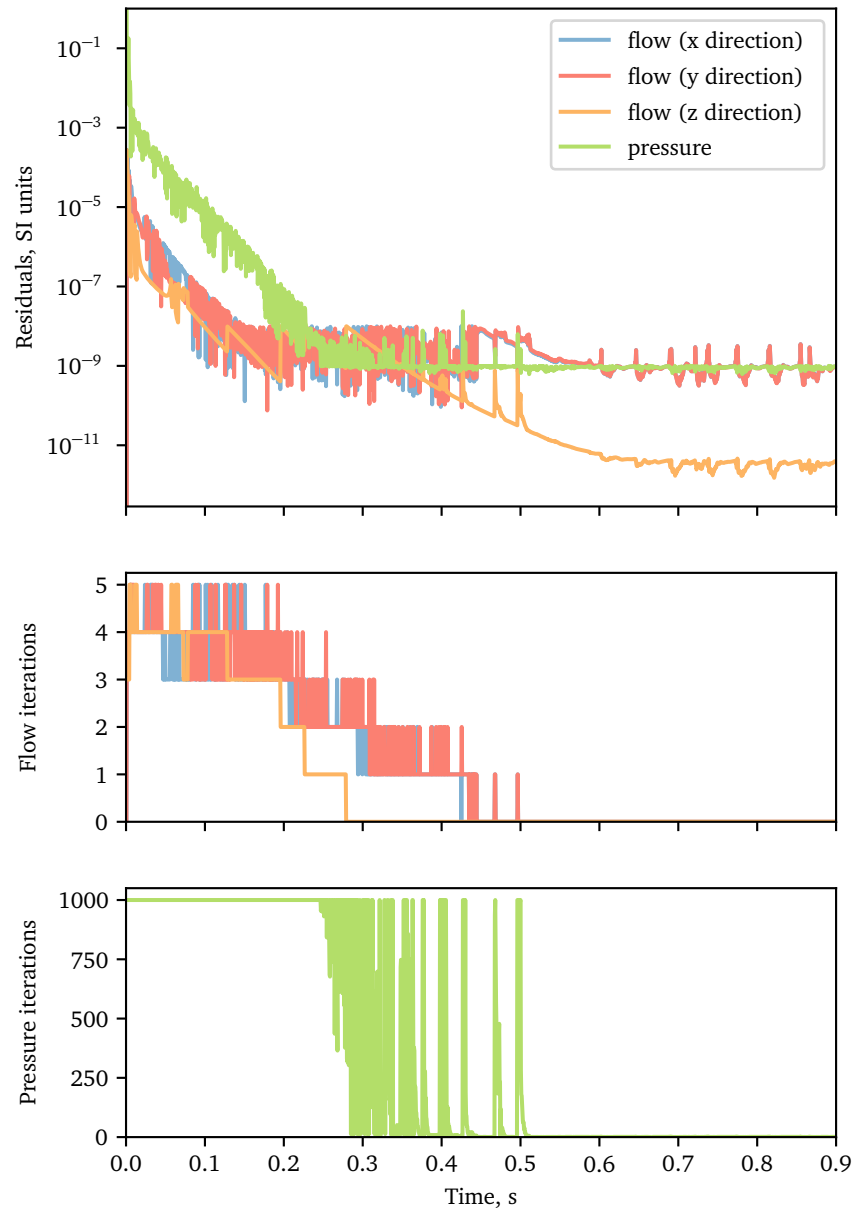 flow (x direction)
flow (y direction)
flow (z direction)
pressure
Residuals, SI units
10⁻¹
10⁻³
10⁻⁵
10⁻⁷
10⁻⁹
10⁻¹¹
Flow iterations
5
4
3
2
1
0
Pressure iterations
1000
750
500
250
0
0.0 0.1 0.2 0.3 0.4 0.5 0.6 0.7 0.8 0.9
Time, s